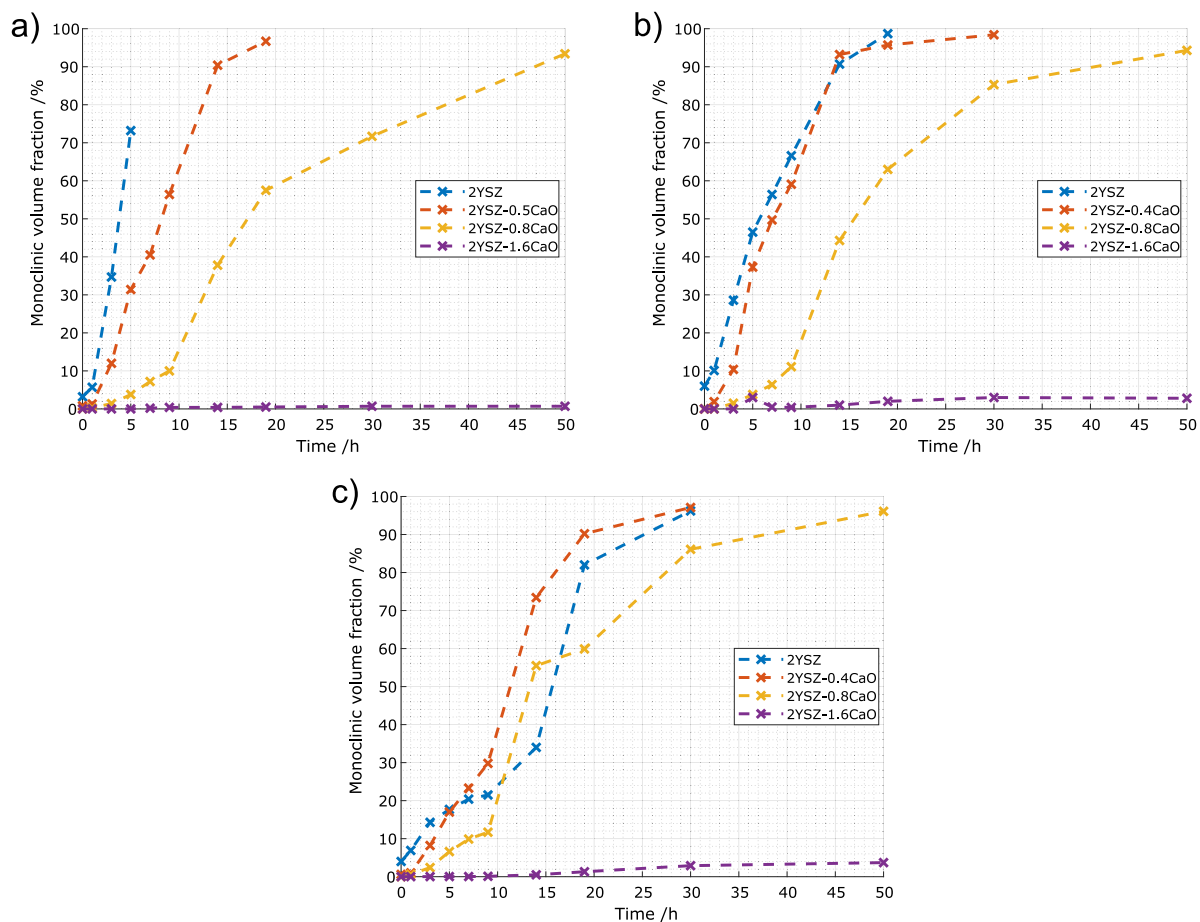 a)
Monoclinic volume fraction /%
100
90
80
70
60
50
40
30
20
10
0
2YSZ
2YSZ-0.5CaO
2YSZ-0.8CaO
2YSZ-1.6CaO
0 5 10 15 20 25 30 35 40 45 50
Time /h
b)
Monoclinic volume fraction /%
100
90
80
70
60
50
40
30
20
10
0
2YSZ
2YSZ-0.4CaO
2YSZ-0.8CaO
2YSZ-1.6CaO
0 5 10 15 20 25 30 35 40 45 50
Time /h
c)
Monoclinic volume fraction /%
100
90
80
70
60
50
40
30
20
10
0
2YSZ
2YSZ-0.4CaO
2YSZ-0.8CaO
2YSZ-1.6CaO
0 5 10 15 20 25 30 35 40 45 50
Time /h